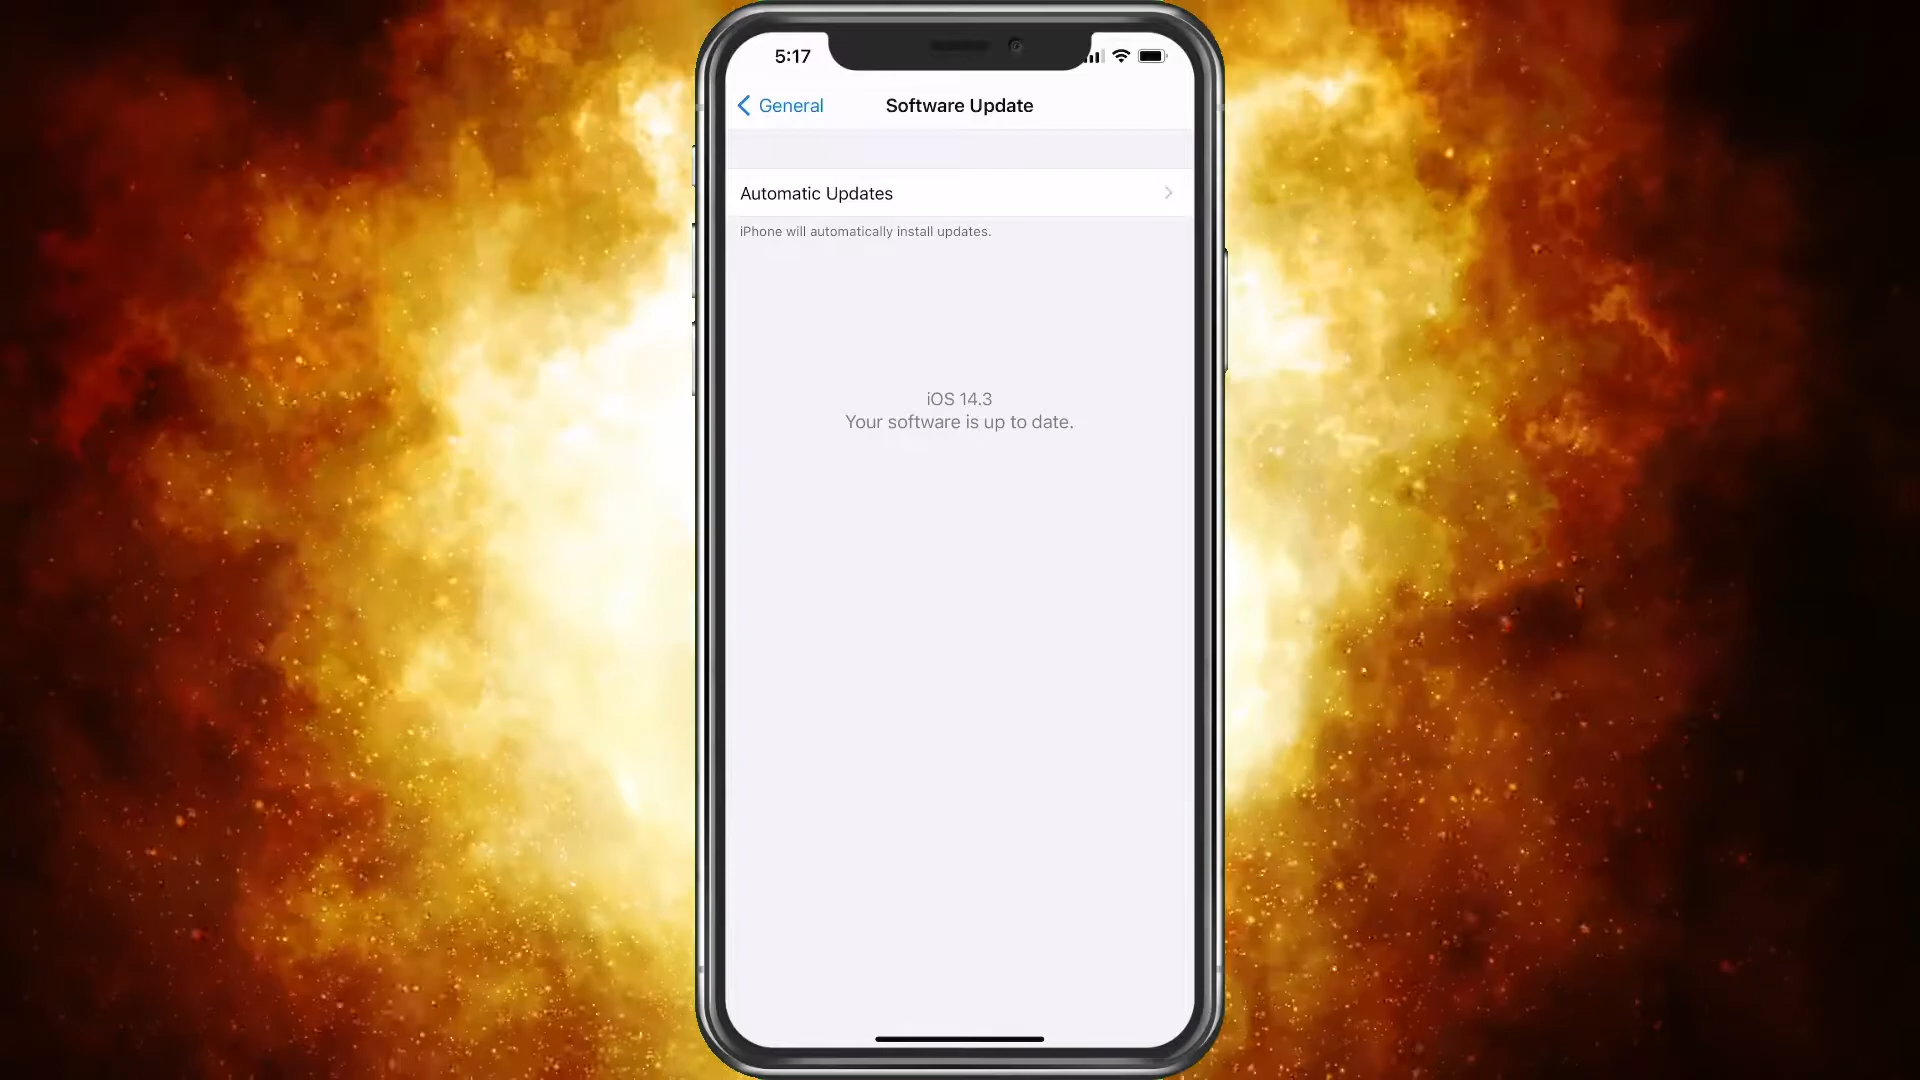 5:17
General
Software Update
Automatic Updates
iPhone will automatically install updates.
iOS 14.3
Your software is up to date.